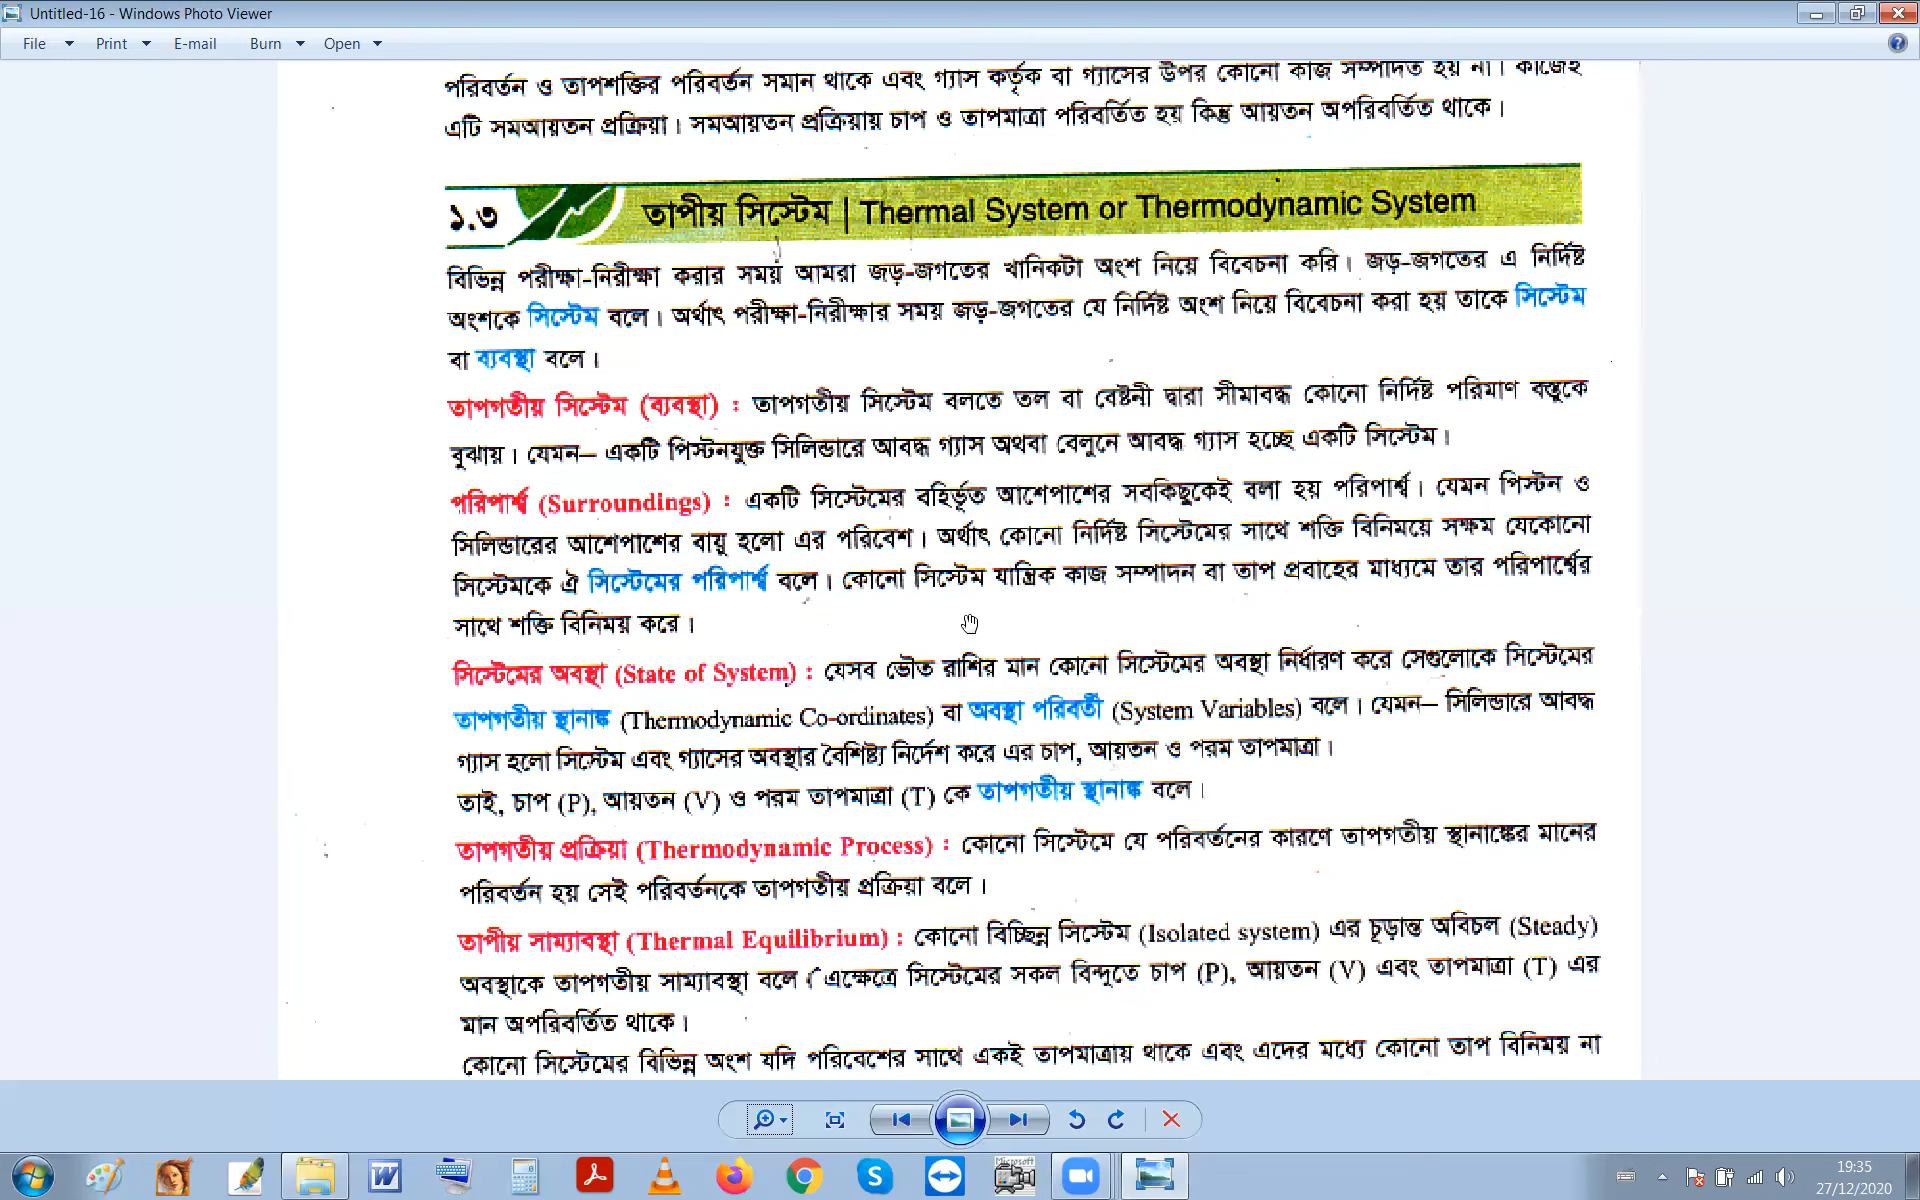 Untitled-16 - Windows Photo Viewer
File Print E-mail Burn Open
পরিবর্তন ও তাপশক্তির পরিবর্তন সমান থাকে এবং গ্যাস কর্তৃক বা গ্যাসের উপর কোনো কাজ সম্পাদিত হয় না। কাজেই
এটি সমআয়তন প্রক্রিয়া। সমআয়তন প্রক্রিয়ায় চাপ ও তাপমাত্রা পরিবর্তিত হয় কিন্তু আয়তন অপরিবর্তিত থাকে।
১.৩ তাপীয় সিস্টেম | Thermal System or Thermodynamic System
বিভিন্ন পরীক্ষা-নিরীক্ষা করার সময় আমরা জড়-জগতের খানিকটা অংশ নিয়ে বিবেচনা করি। জড়-জগতের এ নির্দিষ্ট
অংশকে সিস্টেম বলে। অর্থাৎ পরীক্ষা-নিরীক্ষার সময় জড়-জগতের যে নির্দিষ্ট অংশ নিয়ে বিবেচনা করা হয় তাকে সিস্টেম
বা ব্যবস্থা বলে।
তাপগতীয় সিস্টেম (ব্যবস্থা) : তাপগতীয় সিস্টেম বলতে তল বা বেষ্টনী দ্বারা সীমাবদ্ধ কোনো নির্দিষ্ট পরিমাণ বস্তুকে
বুঝায়। যেমন– একটি পিস্টনযুক্ত সিলিন্ডারে আবদ্ধ গ্যাস অথবা বেলুনে আবদ্ধ গ্যাস হচ্ছে একটি সিস্টেম।
পরিপার্শ্ব (Surroundings) : একটি সিস্টেমের বহির্ভূত আশেপাশের সবকিছুকেই বলা হয় পরিপার্শ্ব। যেমন পিস্টন ও
সিলিন্ডারের আশেপাশের বায়ু হলো এর পরিবেশ। অর্থাৎ কোনো নির্দিষ্ট সিস্টেমের সাথে শক্তি বিনিময়ে সক্ষম যেকোনো
সিস্টেমকে ঐ সিস্টেমের পরিপার্শ্ব বলে। কোনো সিস্টেম যান্ত্রিক কাজ সম্পাদন বা তাপ প্রবাহের মাধ্যমে তার পরিপার্শ্বের
সাথে শক্তি বিনিময় করে।
সিস্টেমের অবস্থা (State of System) : যেসব ভৌত রাশির মান কোনো সিস্টেমের অবস্থা নির্ধারণ করে সেগুলোকে সিস্টেমের
তাপগতীয় স্থানাঙ্ক (Thermodynamic Co-ordinates) বা অবস্থা পরিবর্তী (System Variables) বলে। যেমন– সিলিন্ডারে আবদ্ধ
গ্যাস হলো সিস্টেম এবং গ্যাসের অবস্থার বৈশিষ্ট্য নির্দেশ করে এর চাপ, আয়তন ও পরম তাপমাত্রা।
তাই, চাপ (P), আয়তন (V) ও পরম তাপমাত্রা (T) কে তাপগতীয় স্থানাঙ্ক বলে।
তাপগতীয় প্রক্রিয়া (Thermodynamic Process) : কোনো সিস্টেমে যে পরিবর্তনের কারণে তাপগতীয় স্থানাঙ্কের মানের
পরিবর্তন হয় সেই পরিবর্তনকে তাপগতীয় প্রক্রিয়া বলে।
তাপীয় সাম্যাবস্থা (Thermal Equilibrium) : কোনো বিচ্ছিন্ন সিস্টেম (Isolated system) এর চূড়ান্ত অবিচল (Steady)
অবস্থাকে তাপগতীয় সাম্যাবস্থা বলে। এক্ষেত্রে সিস্টেমের সকল বিন্দুতে চাপ (P), আয়তন (V) এবং তাপমাত্রা (T) এর
মান অপরিবর্তিত থাকে।
কোনো সিস্টেমের বিভিন্ন অংশ যদি পরিবেশের সাথে একই তাপমাত্রায় থাকে এবং এদের মধ্যে কোনো তাপ বিনিময় না
Microsoft
19:35
27/12/2020